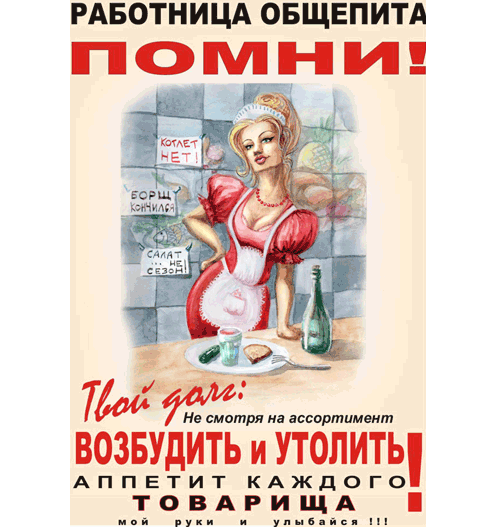 РАБОТНИЦА ОБЩЕПИТА
ПОМНИ!
КОТЛЕТ
НЕТ!
БОРЩ
КОНЧИЛСЯ
САЛАТ
... НЕ
СЕЗОН!
Твой долг:
Не смотря на ассортимент
ВОЗБУДИТЬ и УТОЛИТЬ!
АППЕТИТ КАЖДОГО
ТОВАРИЩА
мой руки и улыбайся !!!